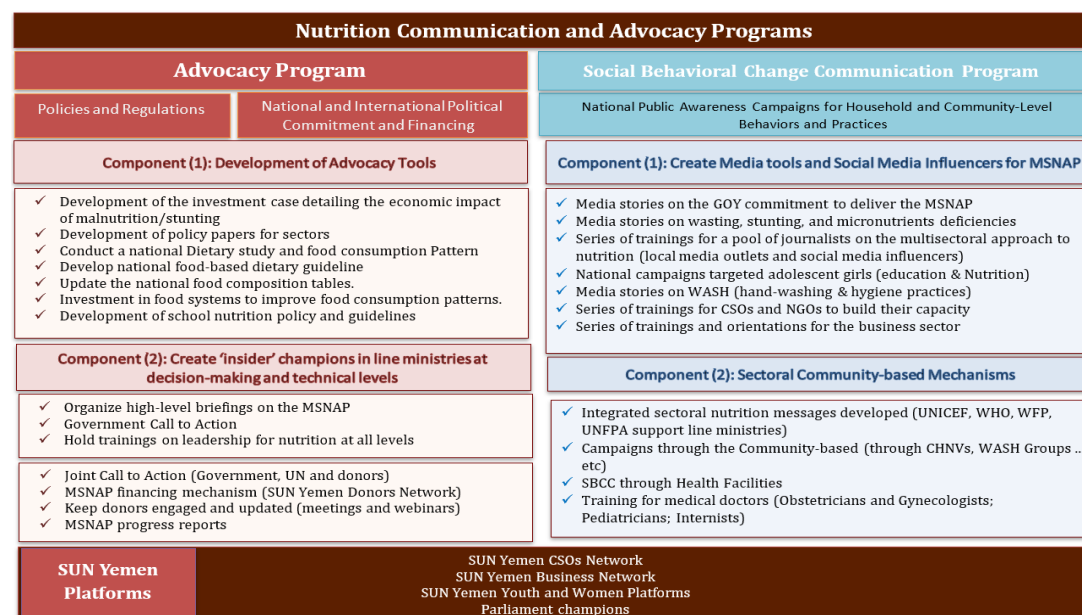 Nutrition Communication and Advocacy Programs
Advocacy Program
Policies and Regulations
National and International Political
Commitment and Financing
Component (1): Development of Advocacy Tools
✓ Development of the investment case detailing the economic impact
of malnutrition/stunting
✓ Development of policy papers for sectors
✓ Conduct a national Dietary study and food consumption Pattern
✓ Develop national food-based dietary guideline
✓ Update the national food composition tables.
✓ Investment in food systems to improve food consumption patterns.
✓ Development of school nutrition policy and guidelines
Component (2): Create ‘insider’ champions in line ministries at
decision-making and technical levels
✓ Organize high-level briefings on the MSNAP
✓ Government Call to Action
✓ Hold trainings on leadership for nutrition at all levels
✓ Joint Call to Action (Government, UN and donors)
✓ MSNAP financing mechanism (SUN Yemen Donors Network)
✓ Keep donors engaged and updated (meetings and webinars)
✓ MSNAP progress reports
Social Behavioral Change Communication Program
National Public Awareness Campaigns for Household and Community-Level
Behaviors and Practices
Component (1): Create Media tools and Social Media Influencers for MSNAP
✓ Media stories on the GOY commitment to deliver the MSNAP
✓ Media stories on wasting, stunting, and micronutrients deficiencies
✓ Series of trainings for a pool of journalists on the multisectoral approach to
nutrition (local media outlets and social media influencers)
✓ National campaigns targeted adolescent girls (education & Nutrition)
✓ Media stories on WASH (hand-washing & hygiene practices)
✓ Series of trainings for CSOs and NGOs to build their capacity
✓ Series of trainings and orientations for the business sector
Component (2): Sectoral Community-based Mechanisms
✓ Integrated sectoral nutrition messages developed (UNICEF, WHO, WFP,
UNFPA support line ministries)
✓ Campaigns through the Community-based (through CHNVs, WASH Groups ..
etc)
✓ SBCC through Health Facilities
✓ Training for medical doctors (Obstetricians and Gynecologists;
Pediatricians; Internists)
SUN Yemen
Platforms
SUN Yemen CSOs Network
SUN Yemen Business Network
SUN Yemen Youth and Women Platforms
Parliament champions